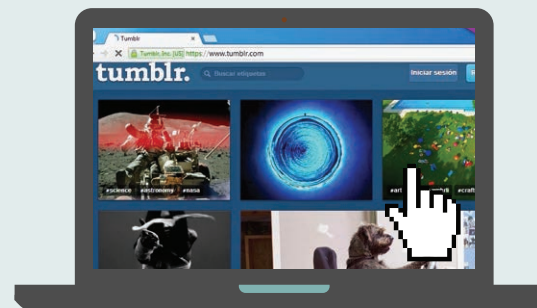 Tumblr
Tumblr, Inc. [US] https://www.tumblr.com
tumblr.
Buscar etiquetas
Iniciar sesión
#science #astronomy #nasa